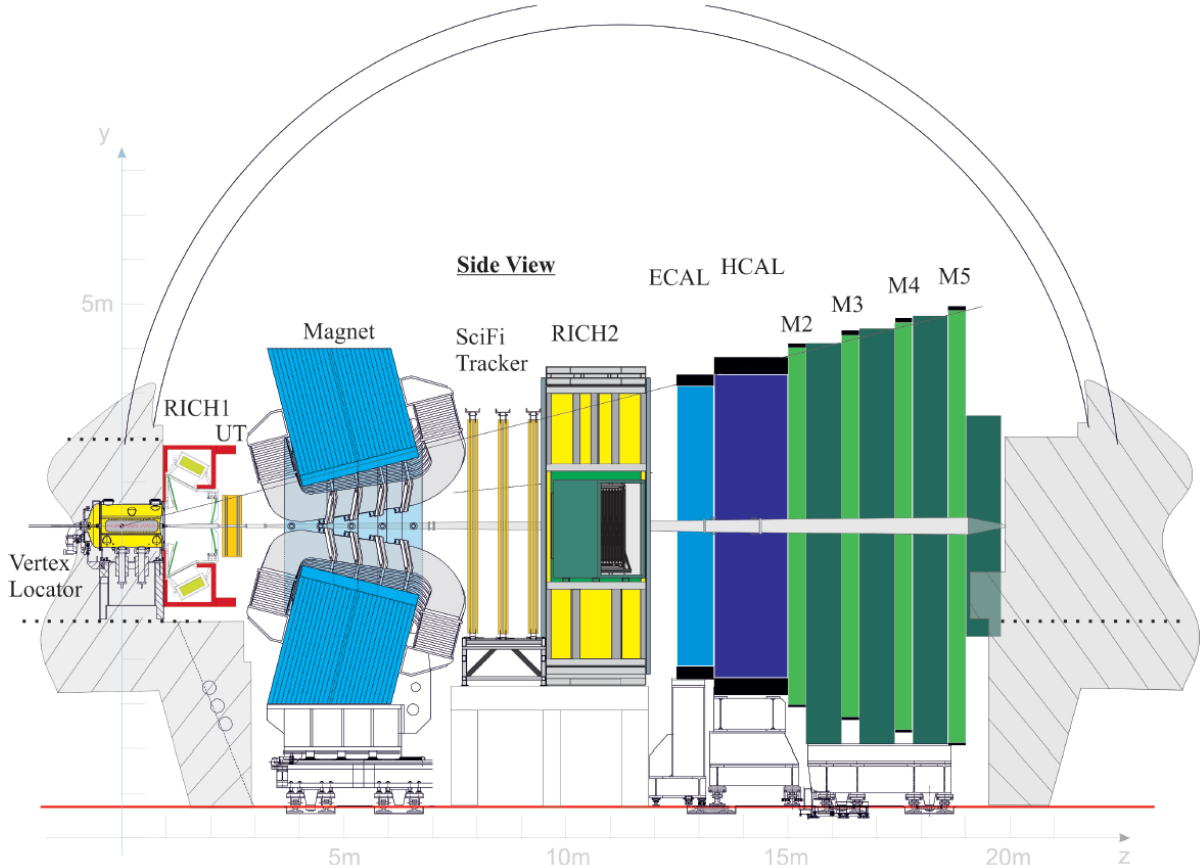 y
Side View
ECAL
HCAL
M5
M4
M3
M2
5m
Magnet
SciFi
Tracker
RICH2
RICH1
UT
Vertex
Locator
5m
10m
15m
20m
z